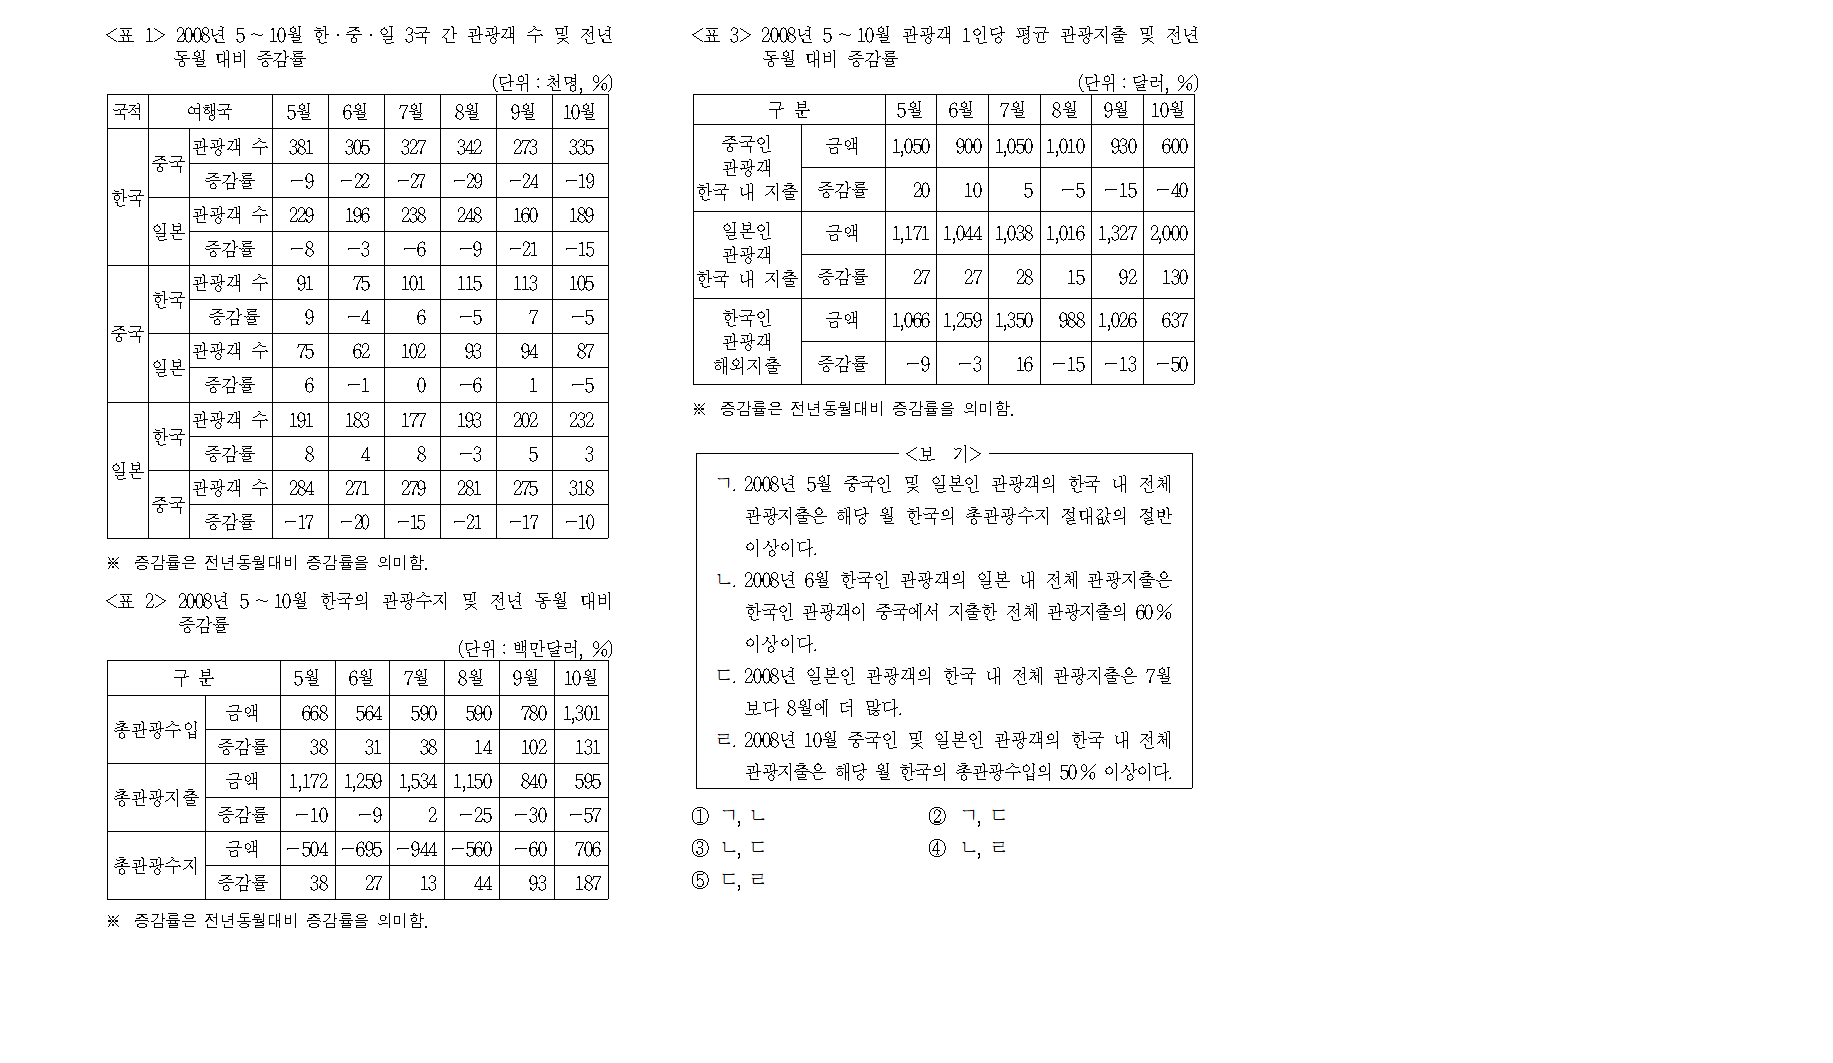 <표 1> 2008년 5～10월 한·중·일 3국 간 관광객 수 및 전년
동월 대비 증감률
(단위 : 천명, %)
국적 여행국 5월 6월 7월 8월 9월 10월
한국 중국 관광객 수 381 305 327 342 273 335
증감률 -9 -22 -27 -29 -24 -19
일본 관광객 수 229 196 238 248 160 189
증감률 -8 -3 -6 -9 -21 -15
중국 한국 관광객 수 91 75 101 115 113 105
증감률 9 -4 6 -5 7 -5
일본 관광객 수 75 62 102 93 94 87
증감률 6 -1 0 -6 1 -5
일본 한국 관광객 수 191 183 177 193 202 232
증감률 8 4 8 -3 5 3
중국 관광객 수 284 271 279 281 275 318
증감률 -17 -20 -15 -21 -17 -10
※ 증감률은 전년동월대비 증감률을 의미함.
<표 2> 2008년 5～10월 한국의 관광수지 및 전년 동월 대비
증감률
(단위 : 백만달러, %)
구 분 5월 6월 7월 8월 9월 10월
총관광수입 금액 668 564 590 590 780 1,301
증감률 38 31 38 14 102 131
총관광지출 금액 1,172 1,259 1,534 1,150 840 595
증감률 -10 -9 2 -25 -30 -57
총관광수지 금액 -504 -695 -944 -560 -60 706
증감률 38 27 13 44 93 187
※ 증감률은 전년동월대비 증감률을 의미함.
<표 3> 2008년 5～10월 관광객 1인당 평균 관광지출 및 전년
동월 대비 증감률
(단위 : 달러, %)
구 분 5월 6월 7월 8월 9월 10월
중국인 관광객 한국 내 지출 금액 1,050 900 1,050 1,010 930 600
증감률 20 10 5 -5 -15 -40
일본인 관광객 한국 내 지출 금액 1,171 1,044 1,038 1,016 1,327 2,000
증감률 27 27 28 15 92 130
한국인 관광객 해외지출 금액 1,066 1,259 1,350 988 1,026 637
증감률 -9 -3 16 -15 -13 -50
※ 증감률은 전년동월대비 증감률을 의미함.
<보 기>
ㄱ. 2008년 5월 중국인 및 일본인 관광객의 한국 내 전체
관광지출은 해당 월 한국의 총관광수지 절대값의 절반
이상이다.
ㄴ. 2008년 6월 한국인 관광객의 일본 내 전체 관광지출은
한국인 관광객이 중국에서 지출한 전체 관광지출의 60%
이상이다.
ㄷ. 2008년 일본인 관광객의 한국 내 전체 관광지출은 7월
보다 8월에 더 많다.
ㄹ. 2008년 10월 중국인 및 일본인 관광객의 한국 내 전체
관광지출은 해당 월 한국의 총관광수입의 50% 이상이다.
① ㄱ, ㄴ ② ㄱ, ㄷ
③ ㄴ, ㄷ ④ ㄴ, ㄹ
⑤ ㄷ, ㄹ